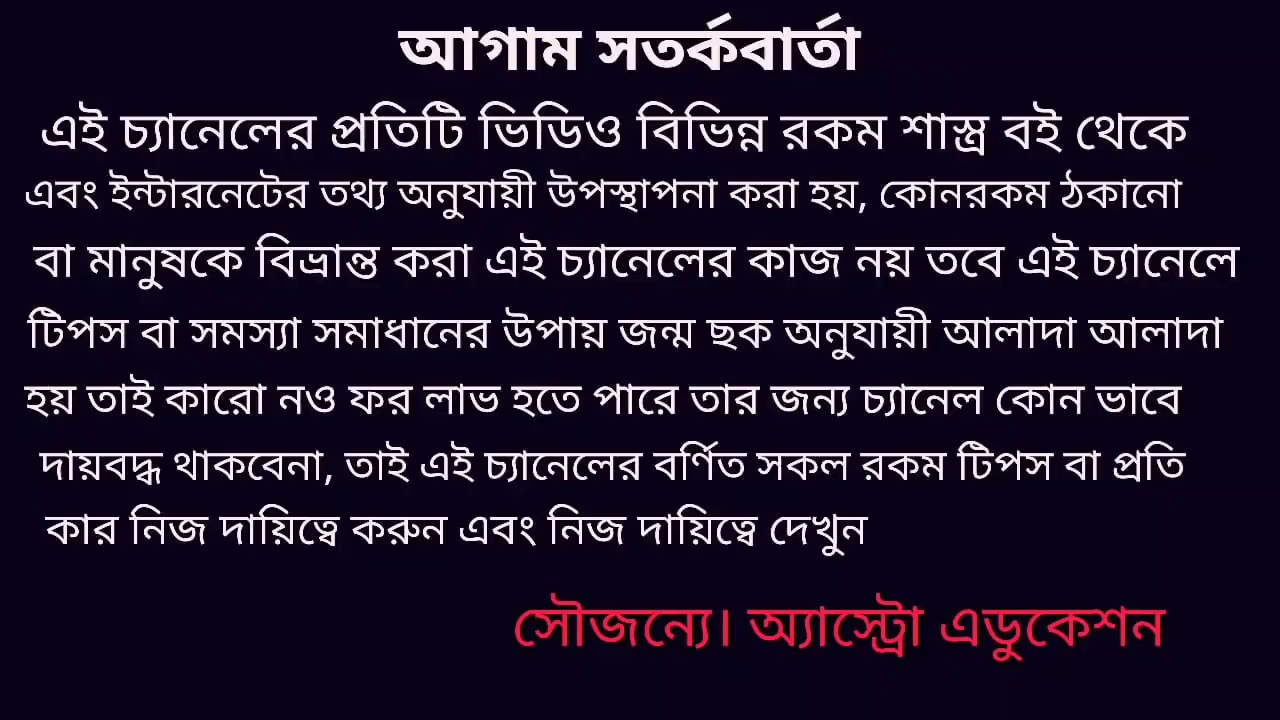 আগাম সতর্কবার্তা
এই চ্যানেলের প্রতিটি ভিডিও বিভিন্ন রকম শাস্ত্র বই থেকে
এবং ইন্টারনেটের তথ্য অনুযায়ী উপস্থাপনা করা হয়, কোনরকম ঠকানো
বা মানুষকে বিভ্রান্ত করা এই চ্যানেলের কাজ নয় তবে এই চ্যানেলে
টিপস বা সমস্যা সমাধানের উপায় জন্ম ছক অনুযায়ী আলাদা আলাদা
হয় তাই কারো নও ফর লাভ হতে পারে তার জন্য চ্যানেল কোন ভাবে
দায়বদ্ধ থাকবেনা, তাই এই চ্যানেলের বর্ণিত সকল রকম টিপস বা প্রতি
কার নিজ দায়িত্বে করুন এবং নিজ দায়িত্বে দেখুন
সৌজন্যে। অ্যাস্ট্রো এডুকেশন